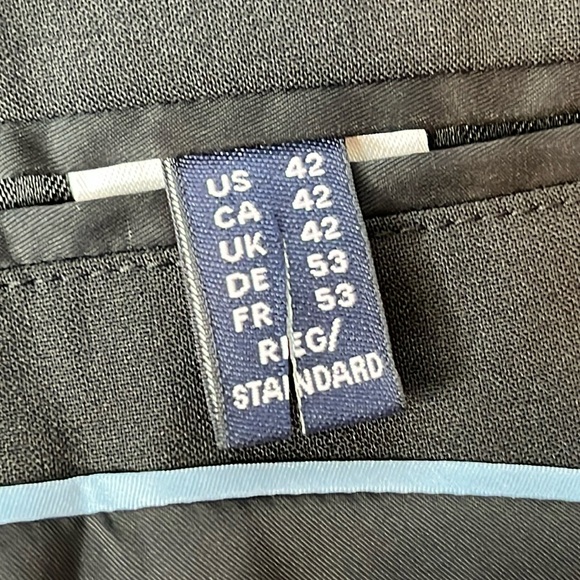 US 42
CA 42
UK 42
DE 53
FR 53
REG/
STANDARD